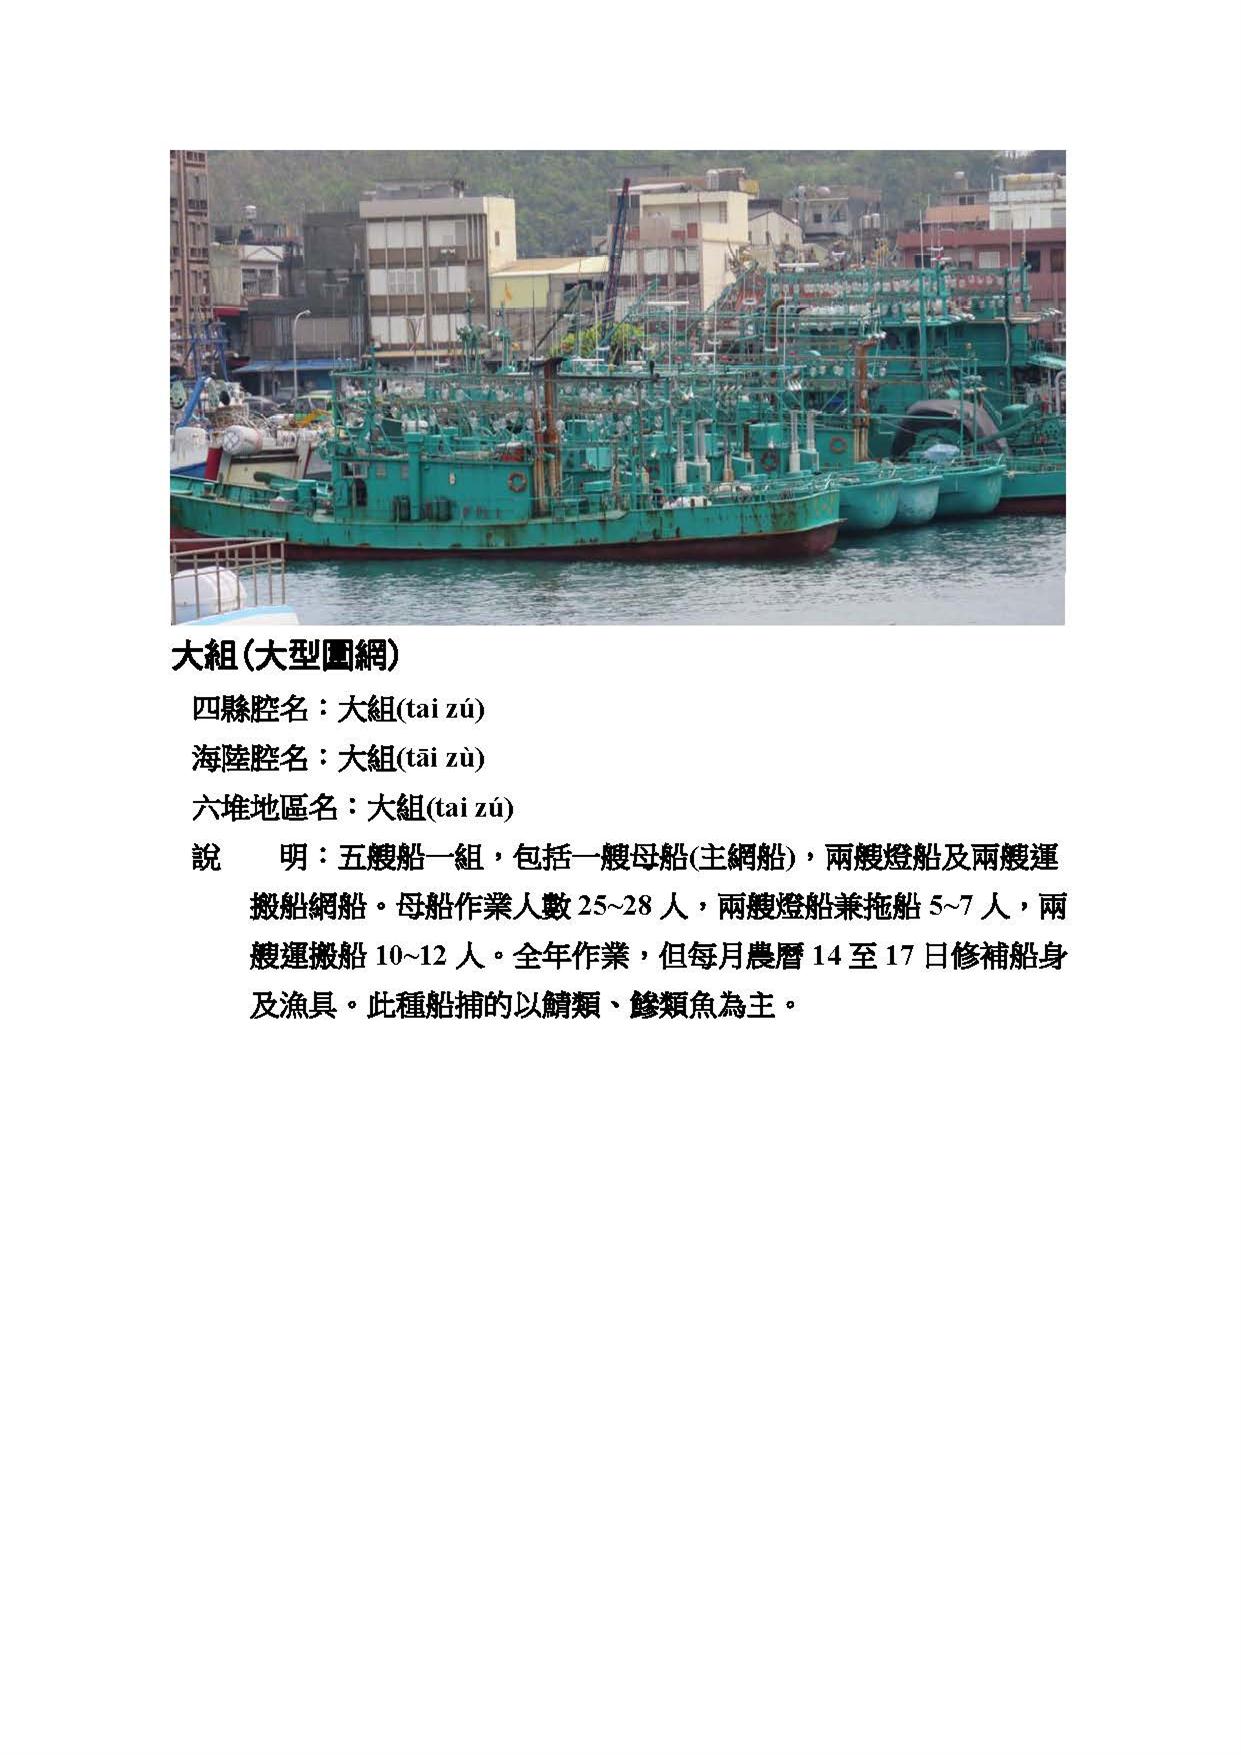 大組(大型圍網)
四縣腔名：大組(tai zú)
海陸腔名：大組(tāi zù)
六堆地區名：大組(tai zú)
說　　明：五艘船一組，包括一艘母船(主網船)，兩艘燈船及兩艘運
搬船網船。母船作業人數 25~28 人，兩艘燈船兼拖船 5~7 人，兩
艘運搬船 10~12 人。全年作業，但每月農曆 14 至 17 日修補船身
及漁具。此種船捕的以鯖類、鰺類魚為主。